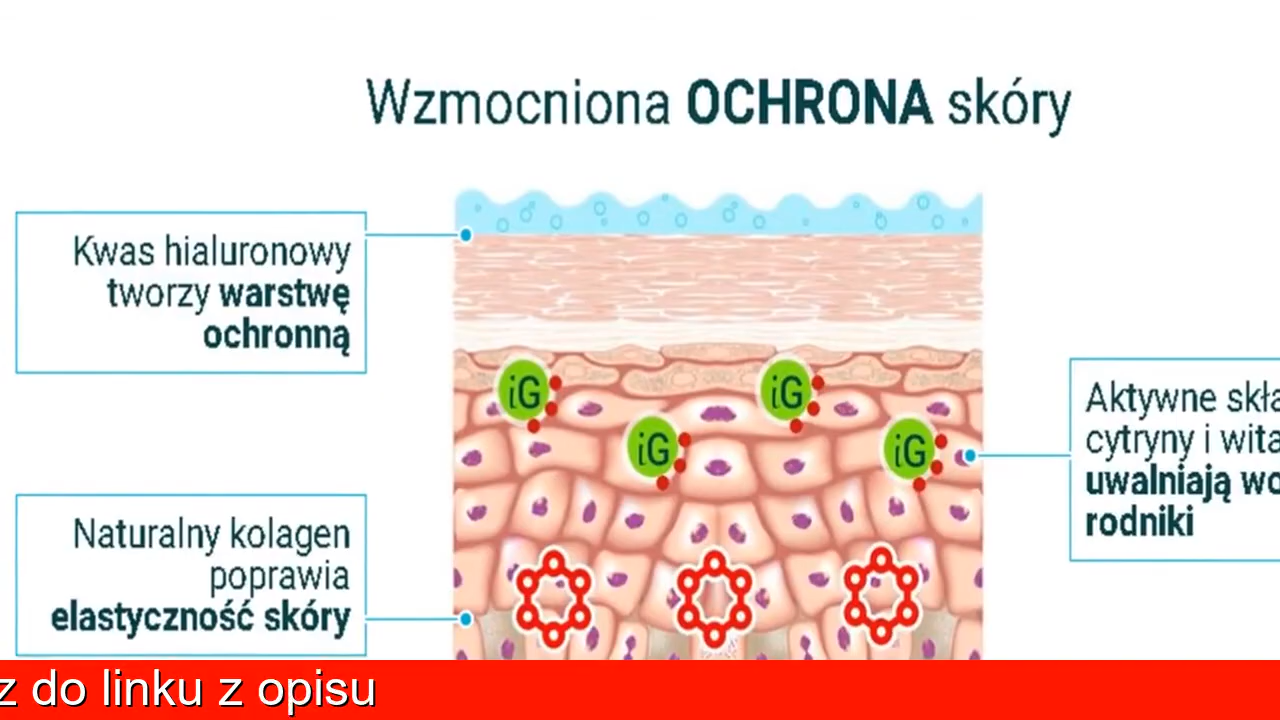 Wzmocniona OCHRONA skóry
Kwas hialuronowy
tworzy warstwę
ochronną
iG
iG
iG
iG
Aktywne skła
cytryny i wita
uwalniają wo
rodniki
Naturalny kolagen
poprawia
elastyczność skóry
z do linku z opisu